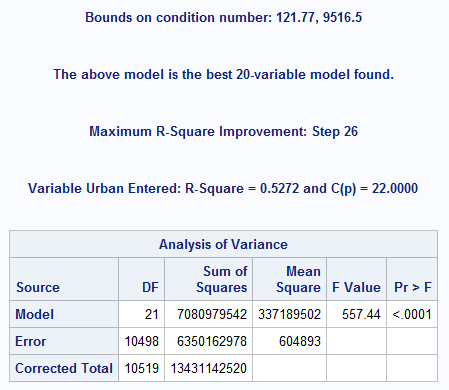 Bounds on condition number: 121.77, 9516.5
The above model is the best 20-variable model found.
Maximum R-Square Improvement: Step 26
Variable Urban Entered: R-Square = 0.5272 and C(p) = 22.0000
Analysis of Variance
Source DF Sum of Squares Mean Square F Value Pr > F
Model 21 7080979542 337189502 557.44 <.0001
Error 10498 6350162978 604893
Corrected Total 10519 13431142520